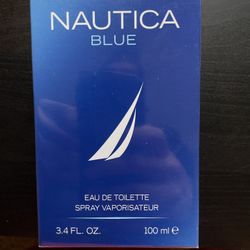 NAUTICA
BLUE
EAU DE TOILETTE
SPRAY VAPORISATEUR
3.4 FL. OZ. 100 ml ℮